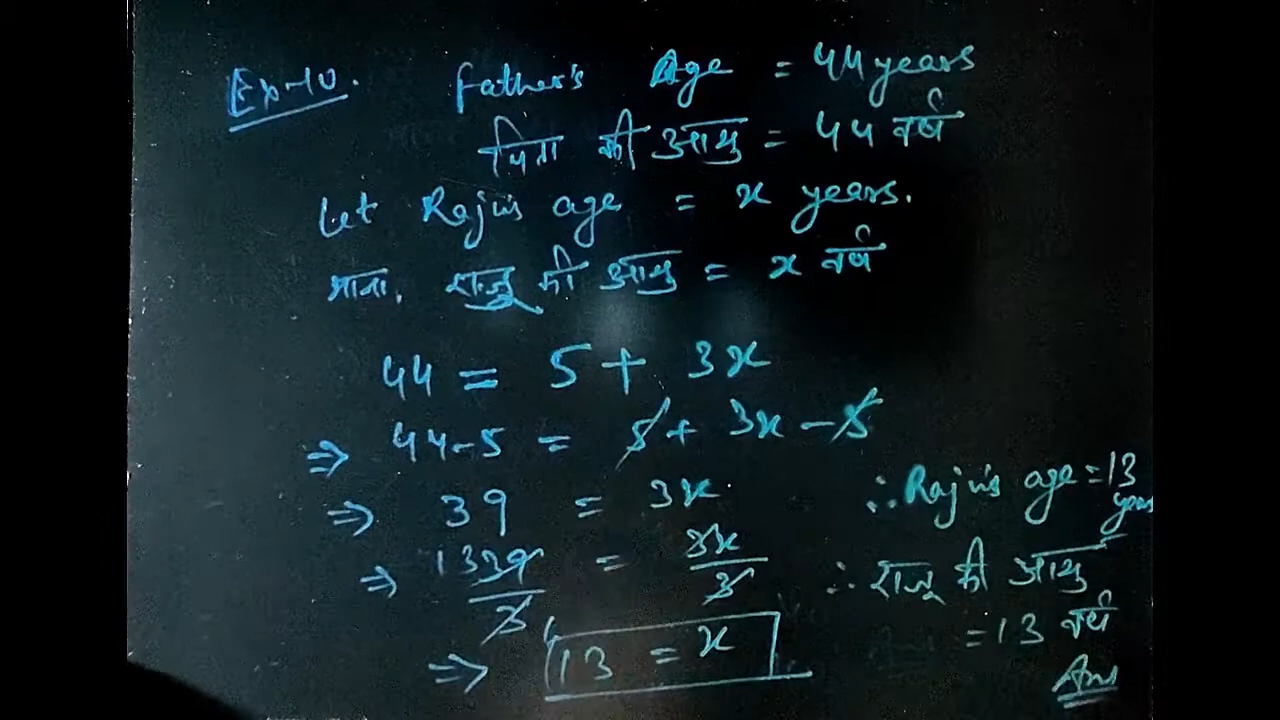 Ex-10. Father's Age = 44 years
पिता की आयु = 44 वर्ष
Let Raju's age = x years.
माना, राजू की आयु = x वर्ष
44 = 5 + 3x
⇒ 44-5 = 5 + 3x - 5
⇒ 39 = 3x
⇒ 13 39/3 = 3x/3
⇒ 13 = x
∴ Raju's age = 13 years
∴ राजू की आयु
= 13 वर्ष
Ans